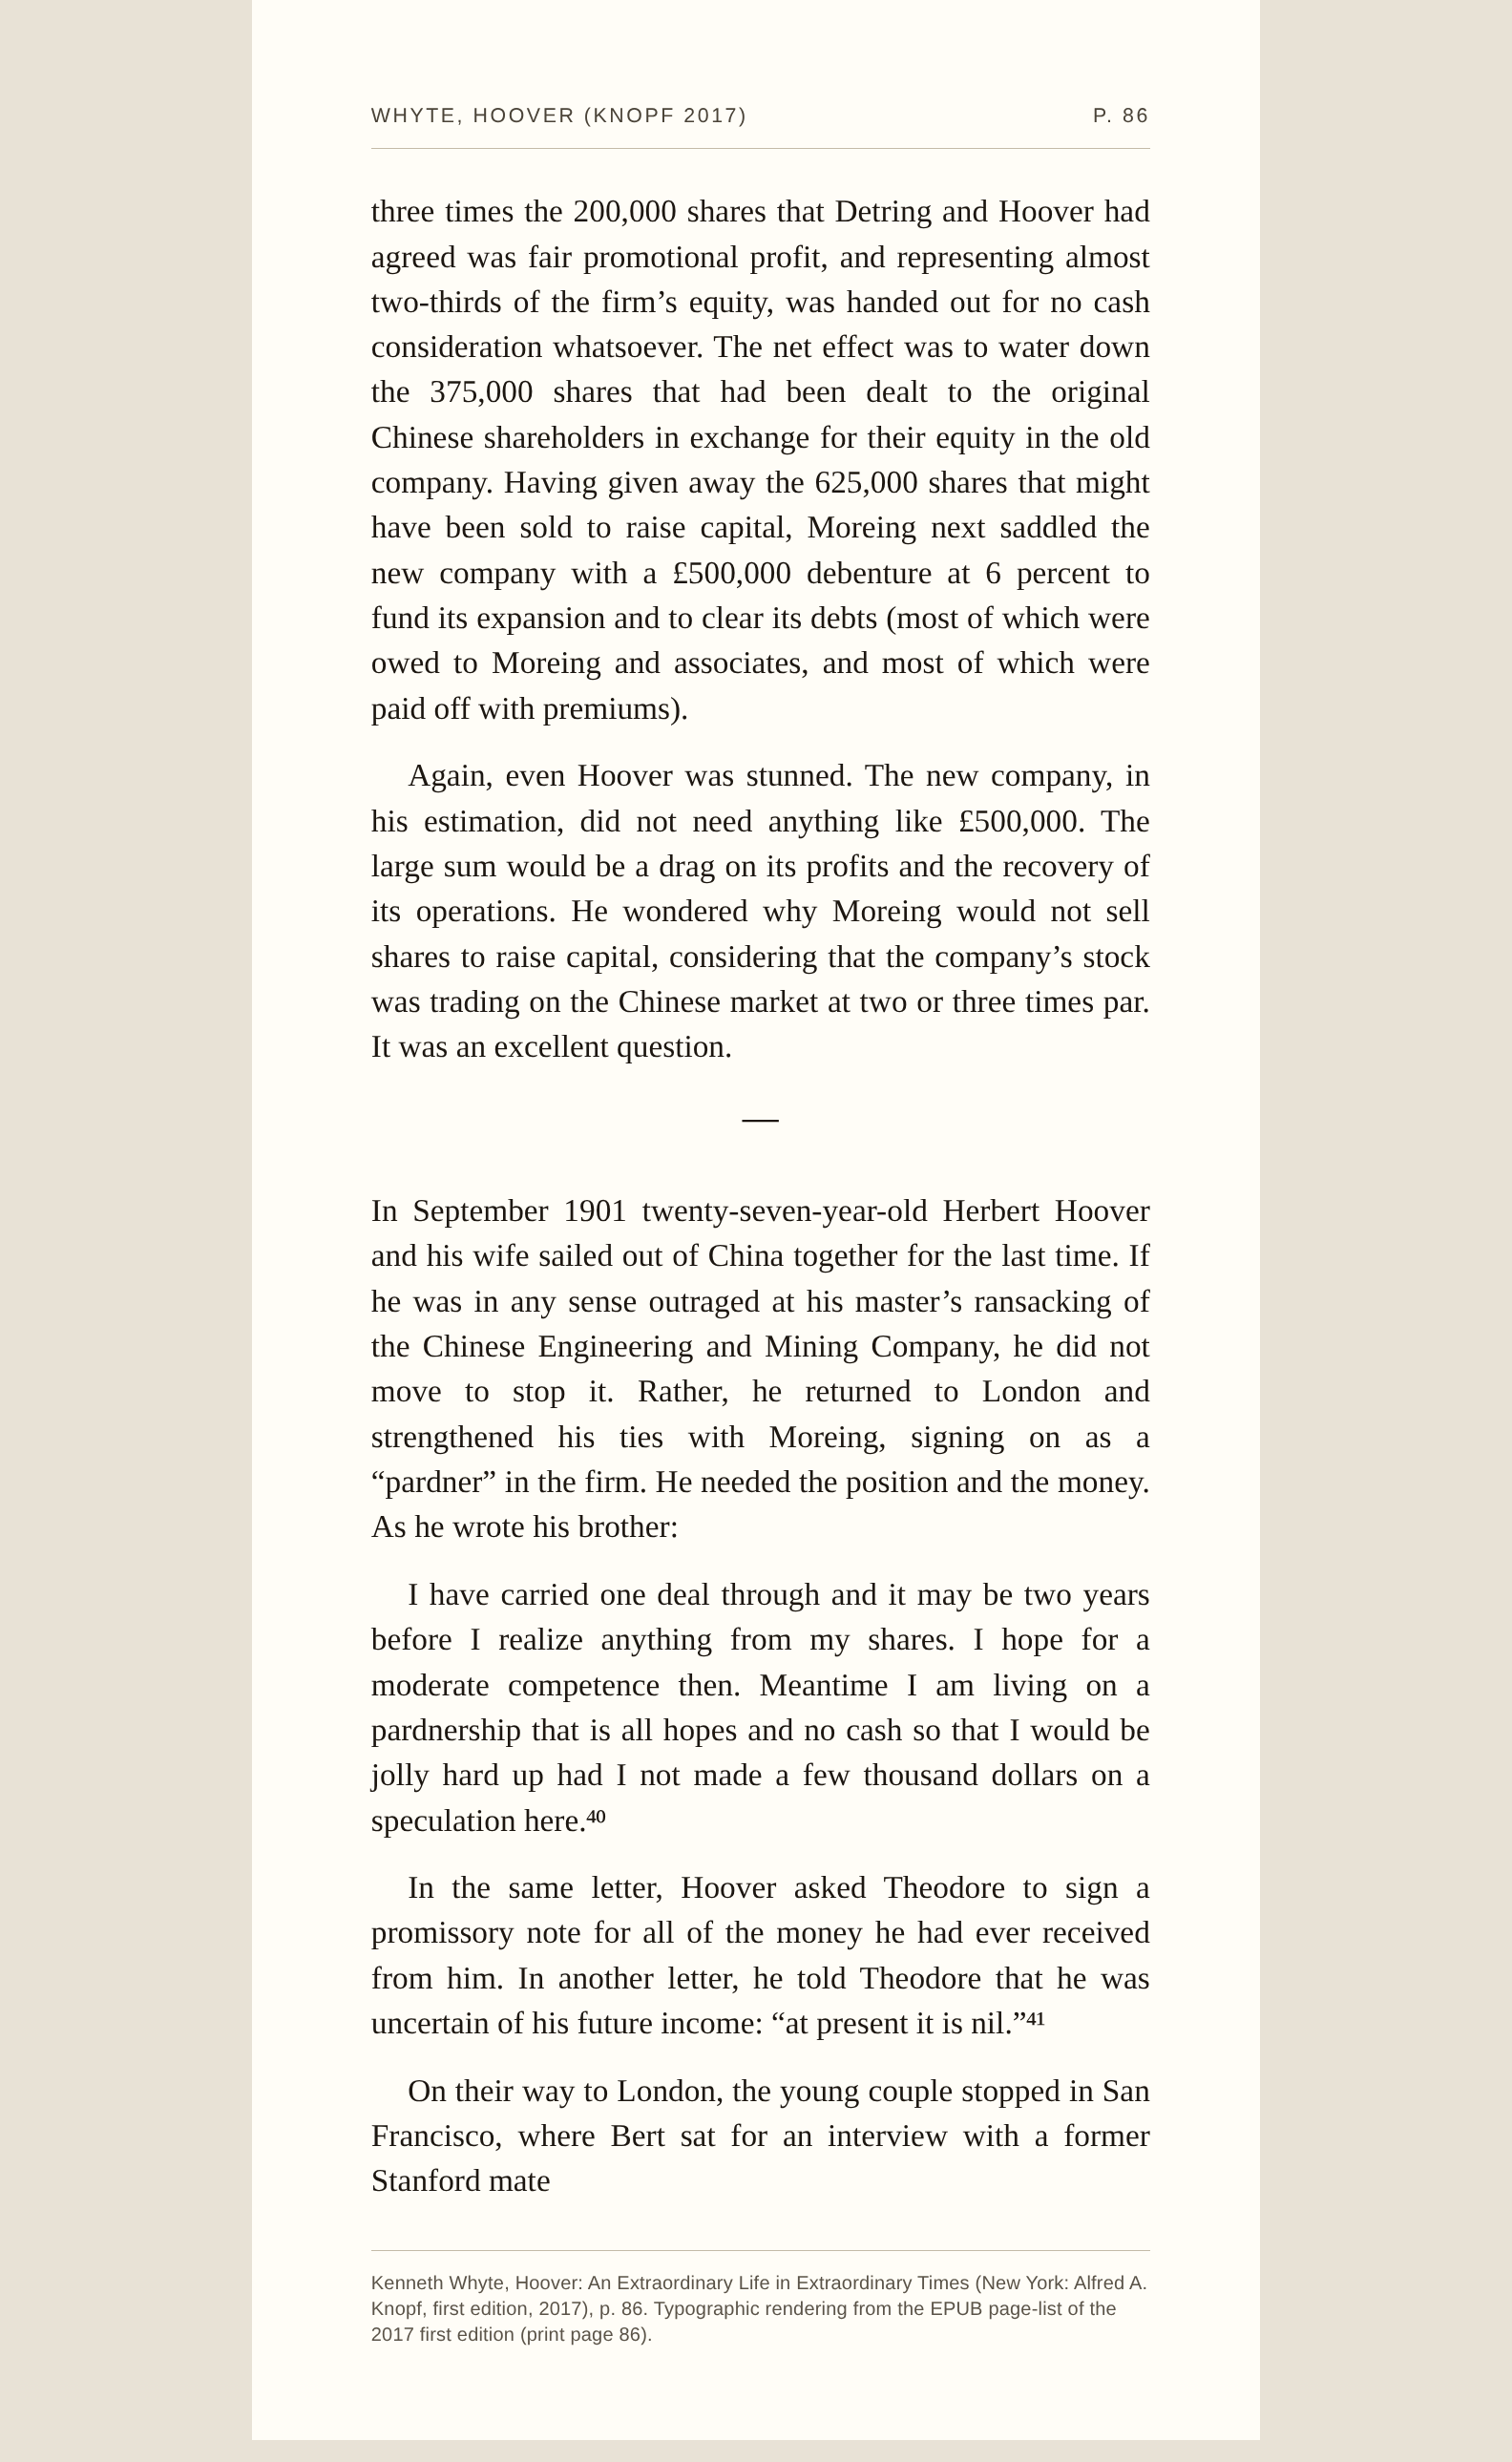 WHYTE, HOOVER (KNOPF 2017) P. 86
three times the 200,000 shares that Detring and Hoover had
agreed was fair promotional profit, and representing almost
two-thirds of the firm’s equity, was handed out for no cash
consideration whatsoever. The net effect was to water down
the 375,000 shares that had been dealt to the original
Chinese shareholders in exchange for their equity in the old
company. Having given away the 625,000 shares that might
have been sold to raise capital, Moreing next saddled the
new company with a £500,000 debenture at 6 percent to
fund its expansion and to clear its debts (most of which were
owed to Moreing and associates, and most of which were
paid off with premiums).
Again, even Hoover was stunned. The new company, in
his estimation, did not need anything like £500,000. The
large sum would be a drag on its profits and the recovery of
its operations. He wondered why Moreing would not sell
shares to raise capital, considering that the company’s stock
was trading on the Chinese market at two or three times par.
It was an excellent question.
—
In September 1901 twenty-seven-year-old Herbert Hoover
and his wife sailed out of China together for the last time. If
he was in any sense outraged at his master’s ransacking of
the Chinese Engineering and Mining Company, he did not
move to stop it. Rather, he returned to London and
strengthened his ties with Moreing, signing on as a
“pardner” in the firm. He needed the position and the money.
As he wrote his brother:
I have carried one deal through and it may be two years
before I realize anything from my shares. I hope for a
moderate competence then. Meantime I am living on a
pardnership that is all hopes and no cash so that I would be
jolly hard up had I not made a few thousand dollars on a
speculation here.⁴⁰
In the same letter, Hoover asked Theodore to sign a
promissory note for all of the money he had ever received
from him. In another letter, he told Theodore that he was
uncertain of his future income: “at present it is nil.”⁴¹
On their way to London, the young couple stopped in San
Francisco, where Bert sat for an interview with a former
Stanford mate
Kenneth Whyte, Hoover: An Extraordinary Life in Extraordinary Times (New York: Alfred A.
Knopf, first edition, 2017), p. 86. Typographic rendering from the EPUB page-list of the
2017 first edition (print page 86).